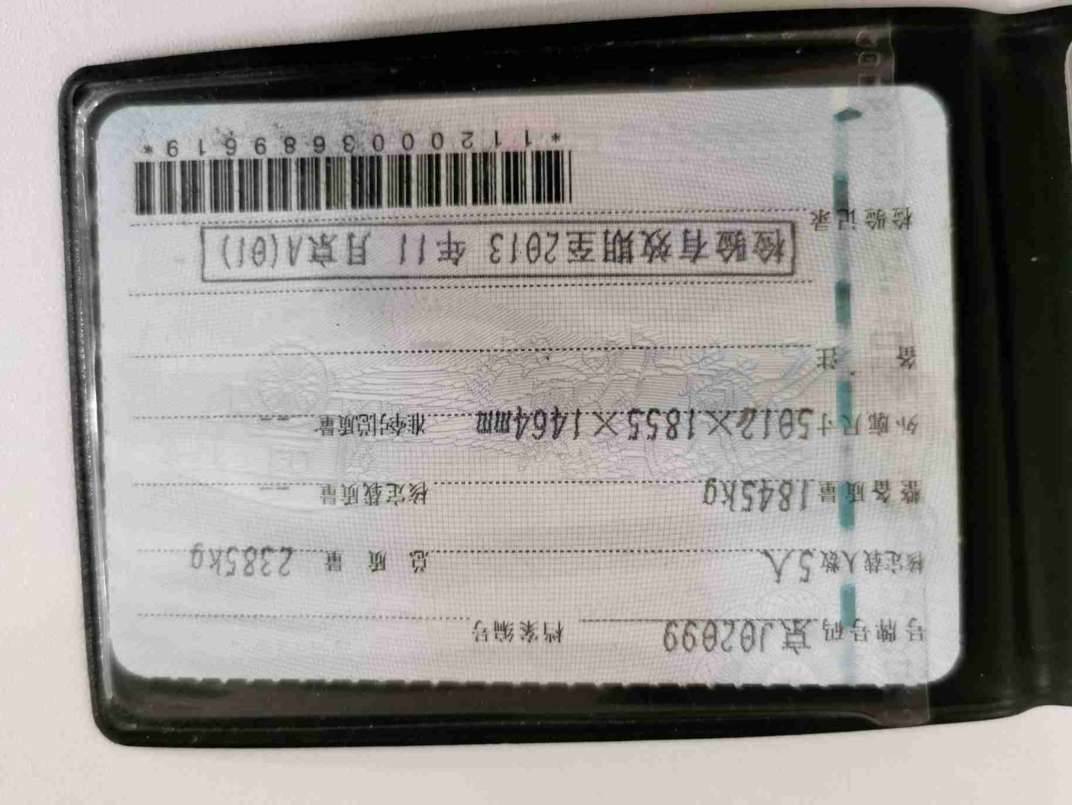 号牌号码 京J02099 档案编号
核定载人数 5人 总质量 2385kg
整备质量 1845kg 核定载质量 --
外廓尺寸 5012×1855×1464mm 准牵引总质量 --
备注
检验有效期至2013年11月京A(01)
检验记录
*1120003689619*